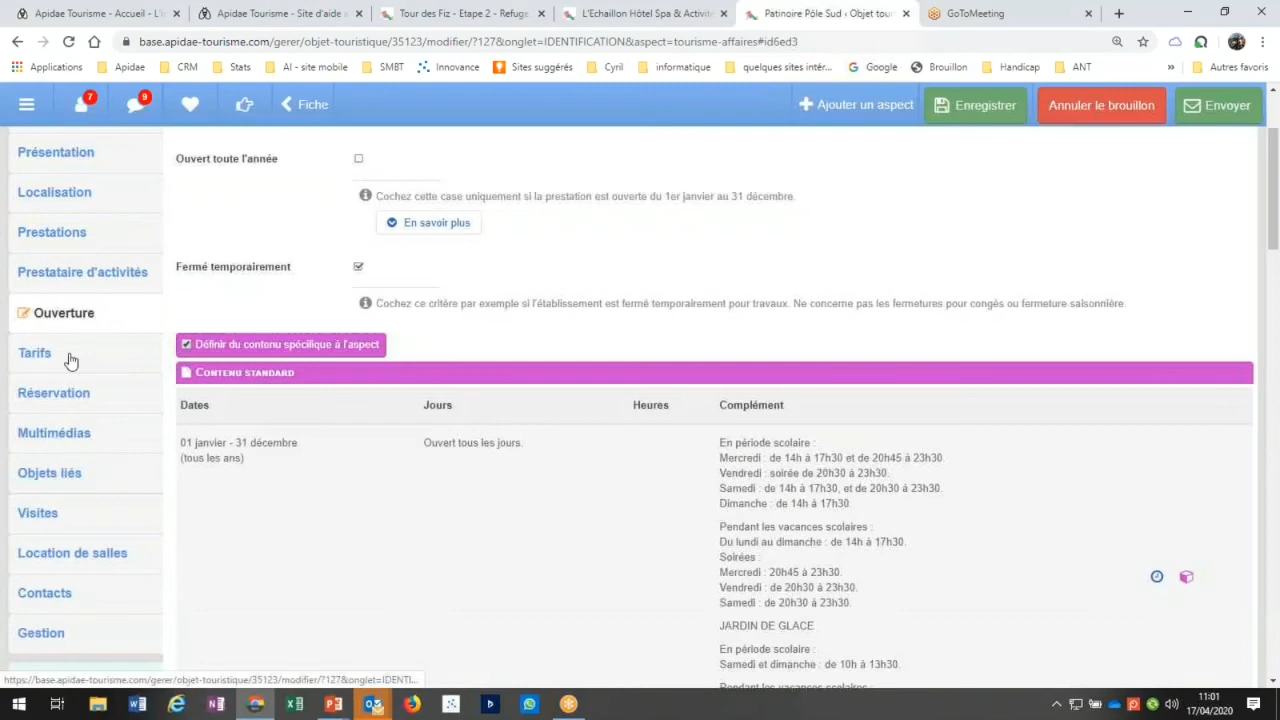 Apidae Tourisme - Accueil - L'i
Apidae Tourisme - Site d'aide e
Tour des Fiz - Etape 2 - Refuge
L'Echaillon Hôtel Spa & Activité
Patinoire Pôle Sud ‹ Objet tour
GoToMeeting
base.apidae-tourisme.com/gerer/objet-touristique/35123/modifier/?127&onglet=IDENTIFICATION&aspect=tourisme-affaires#id6ed3
Applications
Apidae
CRM
Stats
AI - site mobile
SMBT
Innovance
Sites suggérés
Cyril
informatique
quelques sites intér...
Google
Brouillon
Handicap
ANT
»
Autres favoris
7
9
Fiche
Ajouter un aspect
Enregistrer
Annuler le brouillon
Envoyer
Présentation
Localisation
Prestations
Prestataire d'activités
Ouverture
Tarifs
Réservation
Multimédias
Objets liés
Visites
Location de salles
Contacts
Gestion
Ouvert toute l'année
Cochez cette case uniquement si la prestation est ouverte du 1er janvier au 31 décembre.
En savoir plus
Fermé temporairement
Cochez ce critère par exemple si l'établissement est fermé temporairement pour travaux. Ne concerne pas les fermetures pour congés ou fermeture saisonnière.
Définir du contenu spécifique à l'aspect
CONTENU STANDARD
Dates Jours Heures Complément
01 janvier - 31 décembre
(tous les ans)
Ouvert tous les jours.
En période scolaire :
Mercredi : de 14h à 17h30 et de 20h45 à 23h30.
Vendredi : soirée de 20h30 à 23h30.
Samedi : de 14h à 17h30, et de 20h30 à 23h30.
Dimanche : de 14h à 17h30.
Pendant les vacances scolaires :
Du lundi au dimanche : de 14h à 17h30.
Soirées :
Mercredi : 20h45 à 23h30.
Vendredi : de 20h30 à 23h30.
Samedi : de 20h30 à 23h30.
JARDIN DE GLACE
En période scolaire :
Samedi et dimanche : de 10h à 13h30.
Pendant les vacances scolaires :
https://base.apidae-tourisme.com/gerer/objet-touristique/35123/modifier/?127&onglet=IDENTI...
11:01
17/04/2020